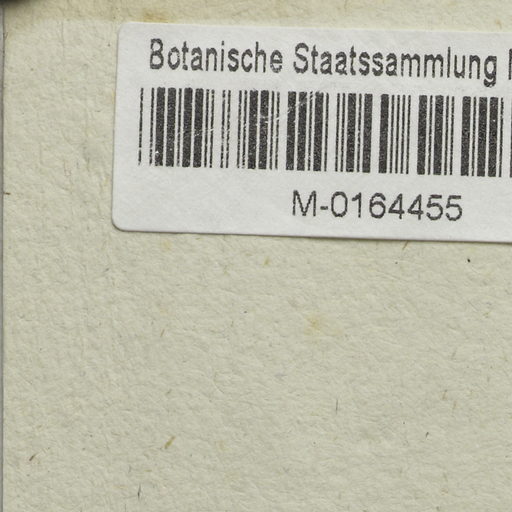 Botanische Staatssammlung
M-0164455